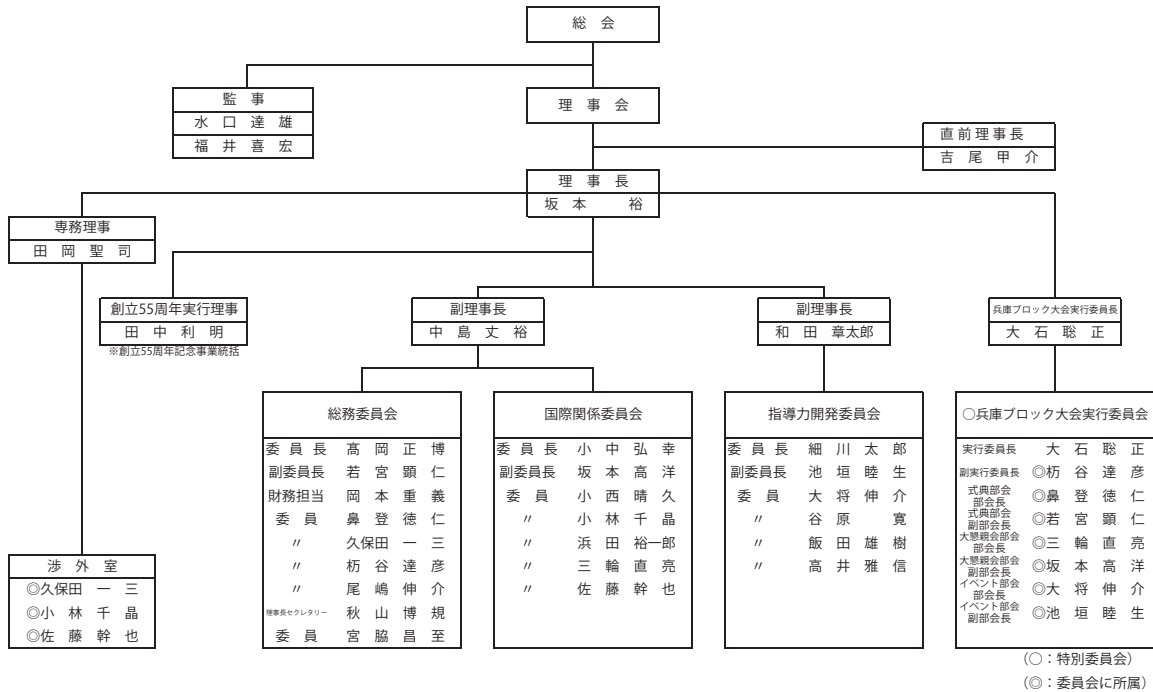 総 会
監 事
水 口 達 雄
福 井 喜 宏
理 事 会
直前理事長
吉 尾 甲 介
理 事 長
坂 本 裕
専務理事
田 岡 聖 司
創立55周年実行理事
田 中 利 明
※創立55周年記念事業統括
副理事長
中 島 丈 裕
副理事長
和 田 章太郎
兵庫ブロック大会実行委員長
大 石 聡 正
総務委員会
委 員 長 髙 岡 正 博
副委員長 若 宮 顕 仁
財務担当 岡 本 重 義
委 員 鼻 登 徳 仁
〃 久保田 一 三
〃 杤 谷 達 彦
〃 尾 嶋 伸 介
理事長セクレタリー 秋 山 博 規
委 員 宮 脇 昌 至
国際関係委員会
委 員 長 小 中 弘 幸
副委員長 坂 本 高 洋
委 員 小 西 晴 久
〃 小 林 千 晶
〃 浜 田 裕一郎
〃 三 輪 直 亮
〃 佐 藤 幹 也
指導力開発委員会
委 員 長 細 川 太 郎
副委員長 池 垣 睦 生
委 員 大 将 伸 介
〃 谷 原 寛
〃 飯 田 雄 樹
〃 高 井 雅 信
○兵庫ブロック大会実行委員会
実行委員長 大 石 聡 正
副実行委員長 ◎杤 谷 達 彦
式典部会
部会長 ◎鼻 登 徳 仁
式典部会
副部会長 ◎若 宮 顕 仁
大懇親会部会
部会長 ◎三 輪 直 亮
大懇親会部会
副部会長 ◎坂 本 高 洋
イベント部会
部会長 ◎大 将 伸 介
イベント部会
副部会長 ◎池 垣 睦 生
渉 外 室
◎久保田 一 三
◎小 林 千 晶
◎佐 藤 幹 也
（○：特別委員会）
（◎：委員会に所属）